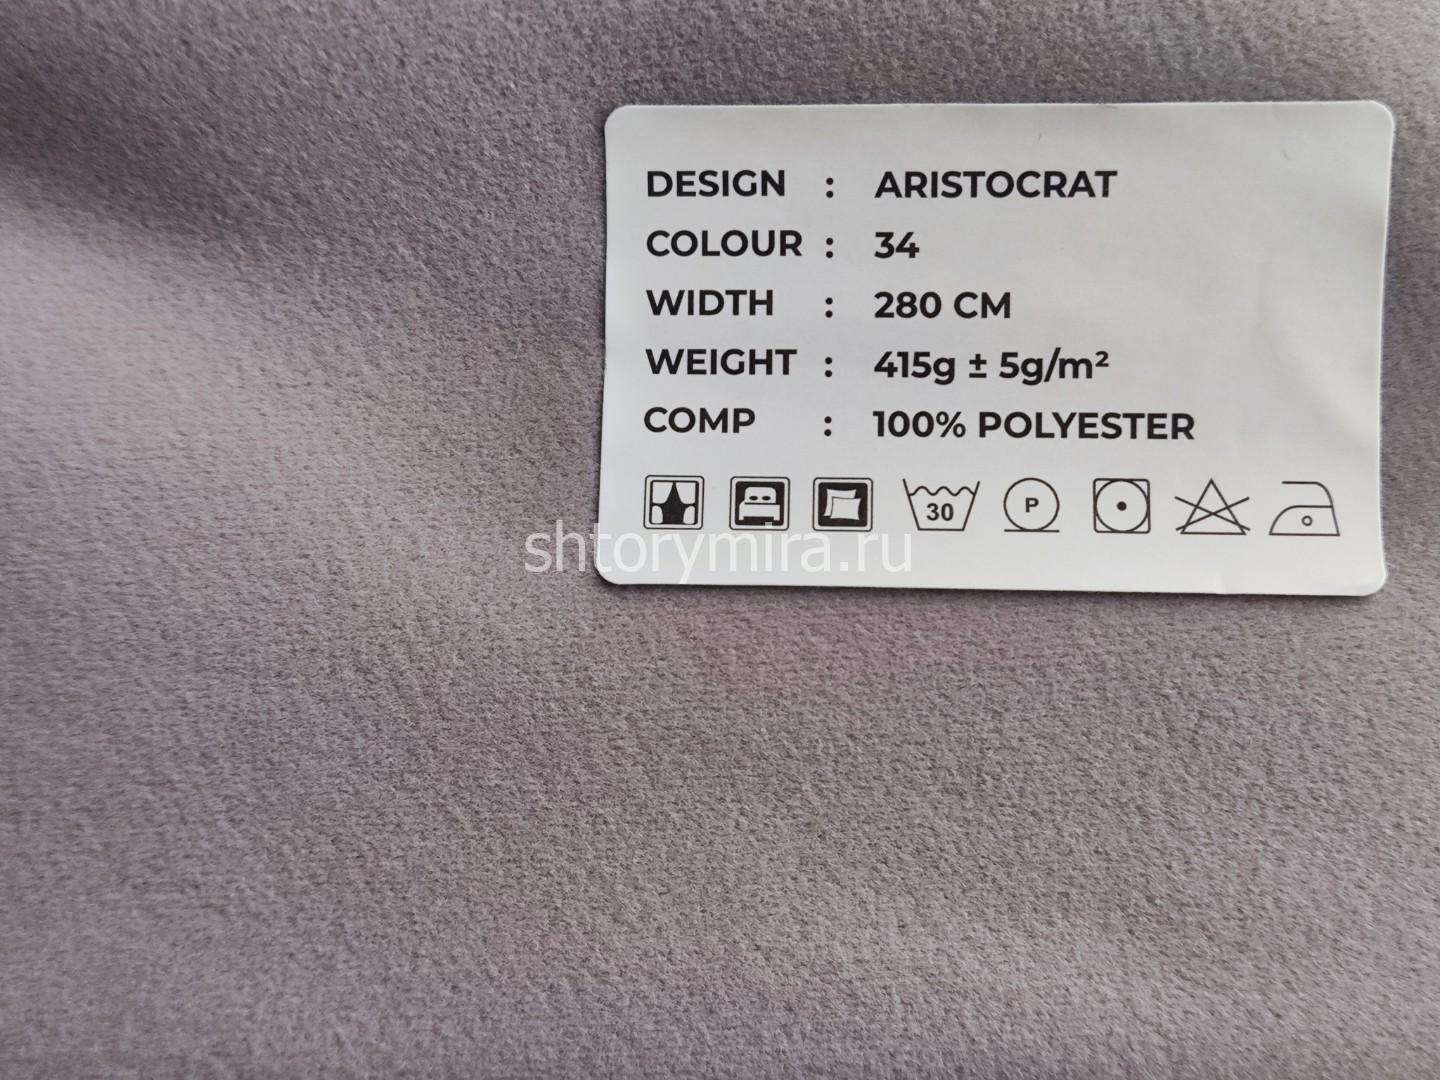 DESIGN : ARISTOCRAT
COLOUR : 34
WIDTH : 280 CM
WEIGHT : 415g ± 5g/m²
COMP : 100% POLYESTER
30 P
shtorymira.ru